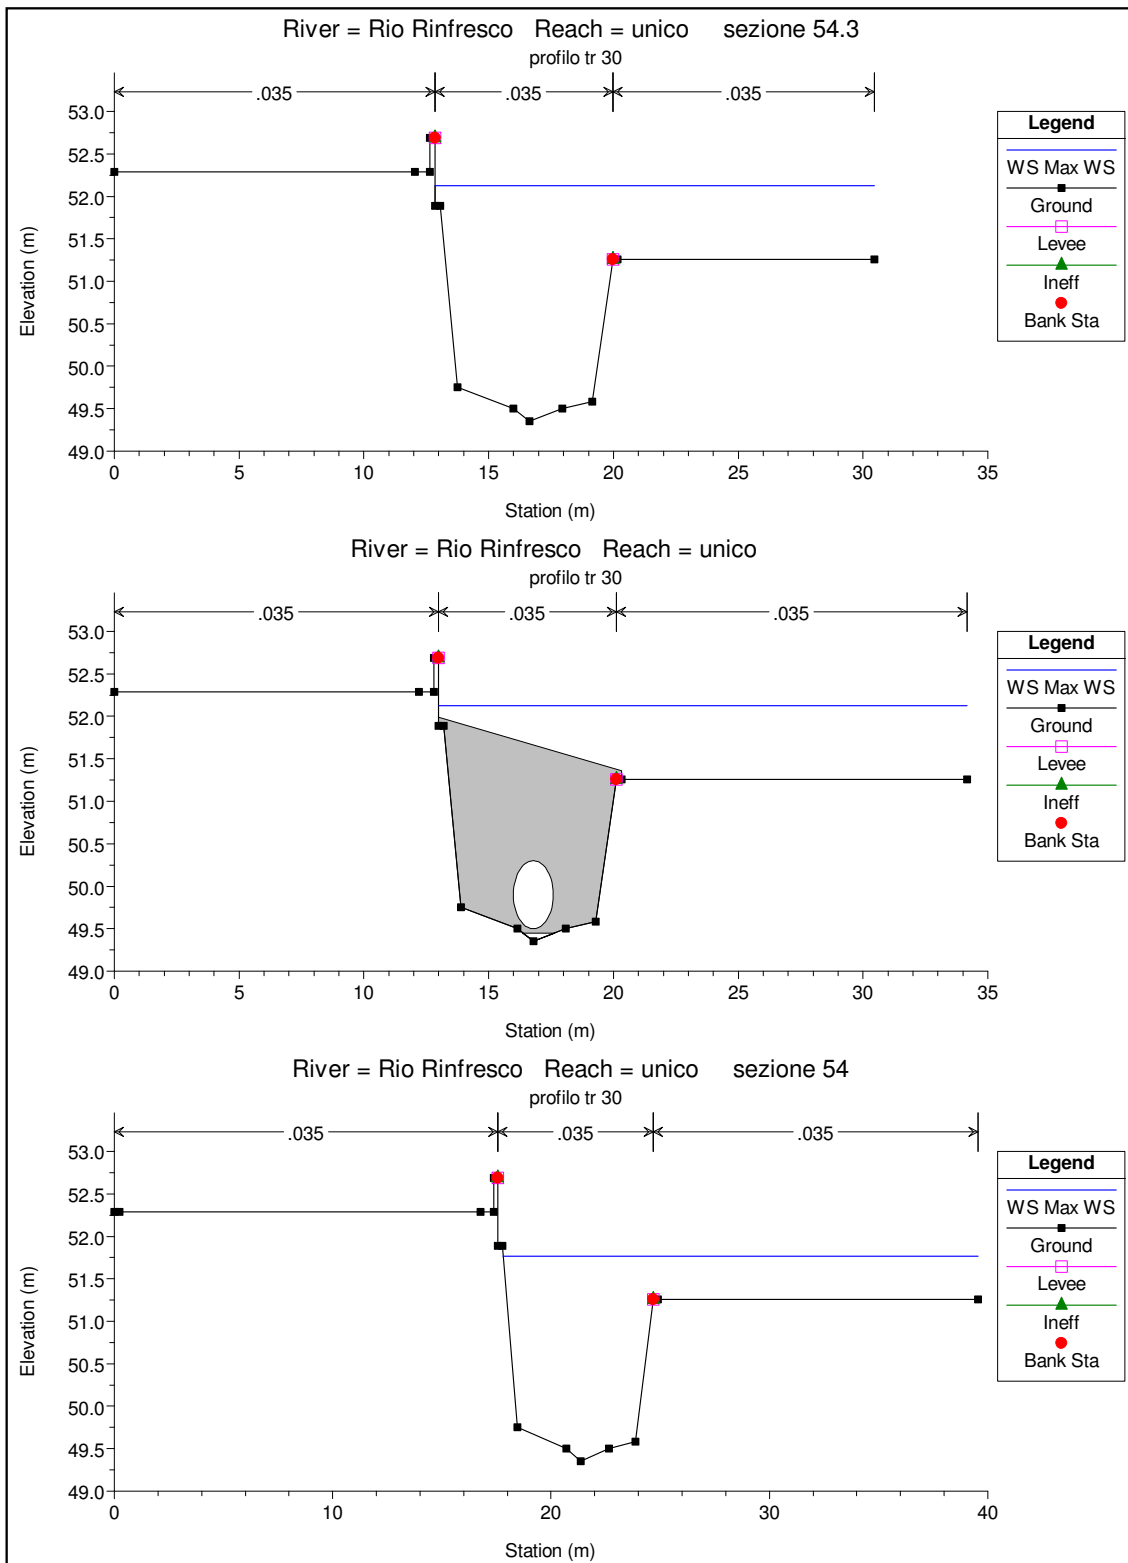 River = Rio Rinfresco   Reach = unico      sezione 54.3
profilo tr 30
.035
.035
.035
53.0
52.5
52.0
51.5
51.0
50.5
50.0
49.5
49.0
Elevation (m)
0
5
10
15
20
25
30
35
Station (m)
Legend
WS Max WS
Ground
Levee
Ineff
Bank Sta
River = Rio Rinfresco   Reach = unico
profilo tr 30
.035
.035
.035
53.0
52.5
52.0
51.5
51.0
50.5
50.0
49.5
49.0
Elevation (m)
0
5
10
15
20
25
30
35
Station (m)
Legend
WS Max WS
Ground
Levee
Ineff
Bank Sta
River = Rio Rinfresco   Reach = unico      sezione 54
profilo tr 30
.035
.035
.035
53.0
52.5
52.0
51.5
51.0
50.5
50.0
49.5
49.0
Elevation (m)
0
10
20
30
40
Station (m)
Legend
WS Max WS
Ground
Levee
Ineff
Bank Sta